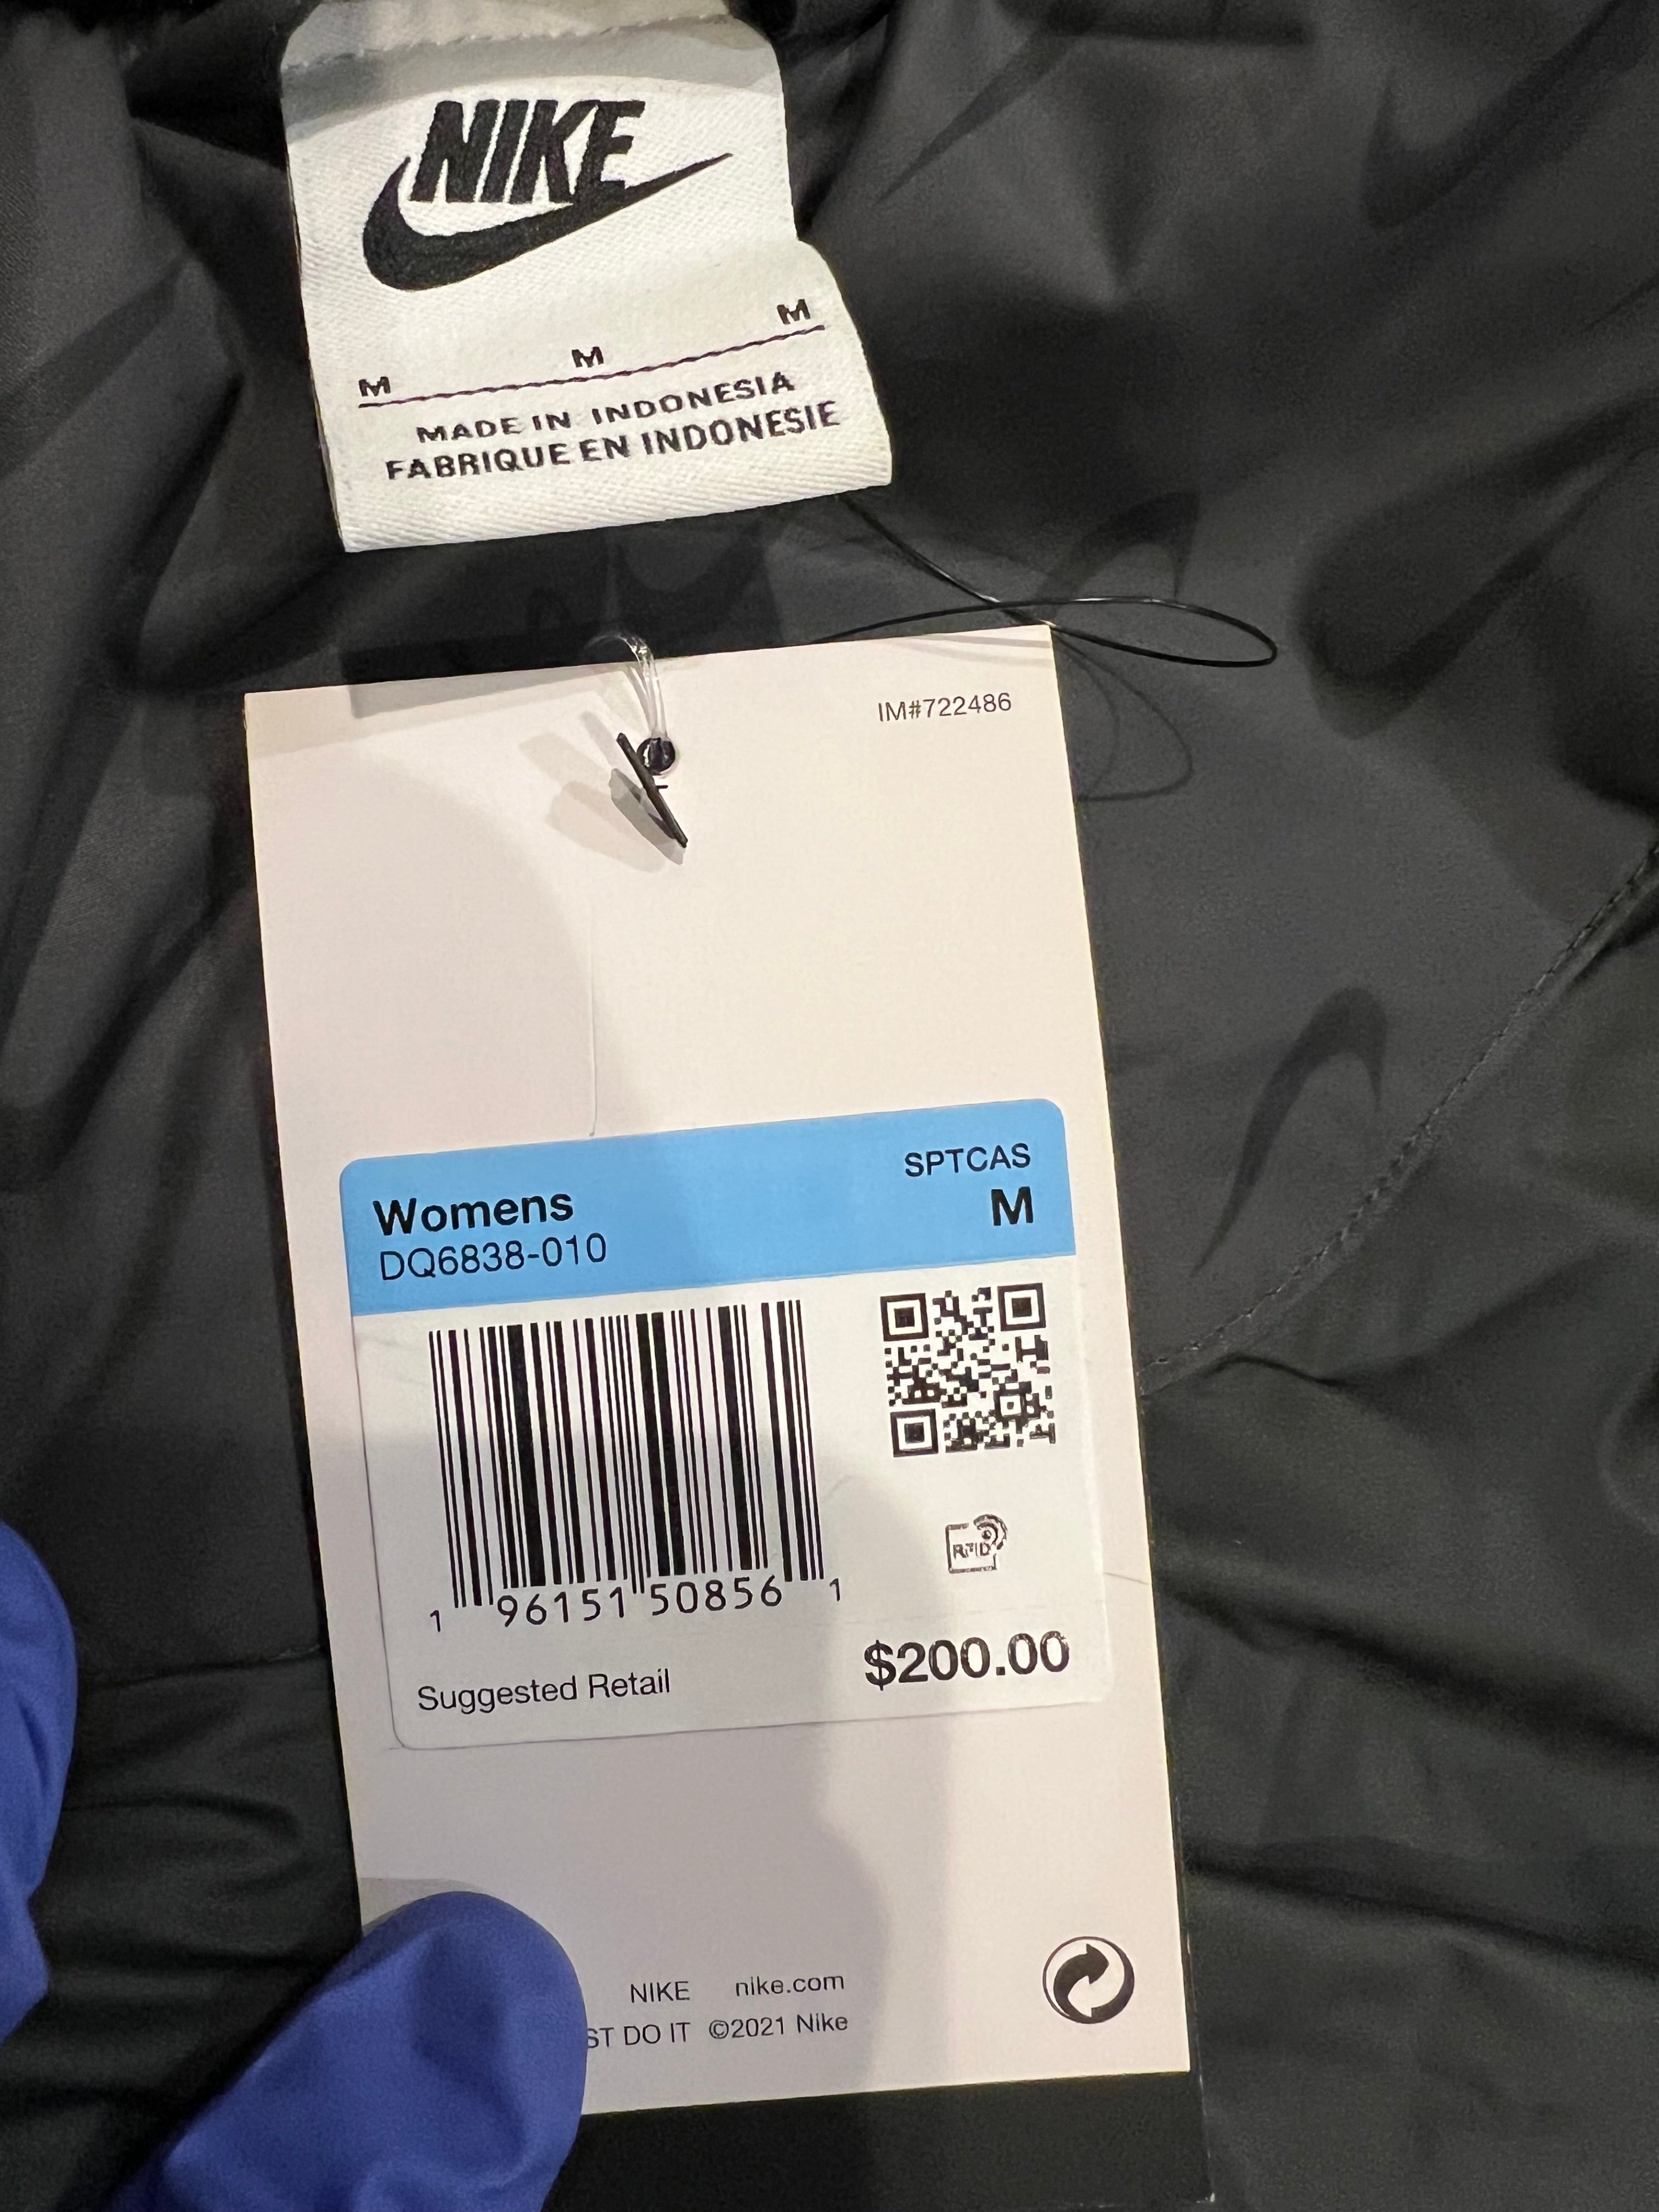 NIKE
M M M
MADE IN INDONESIA
FABRIQUE EN INDONESIE
IM#722486
SPTCAS
Womens M
DQ6838-010
RFID
1 96151 50856 1
Suggested Retail $200.00
NIKE nike.com
ST DO IT ©2021 Nike